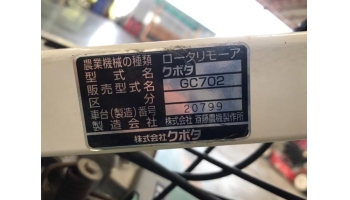 農業機械の種類 ロータリモーア
型式名 クボタ
販売型式名 GC702
区分
車台(製造)番号 20799
製造会社 株式会社 斎藤農機製作所
株式会社クボタ